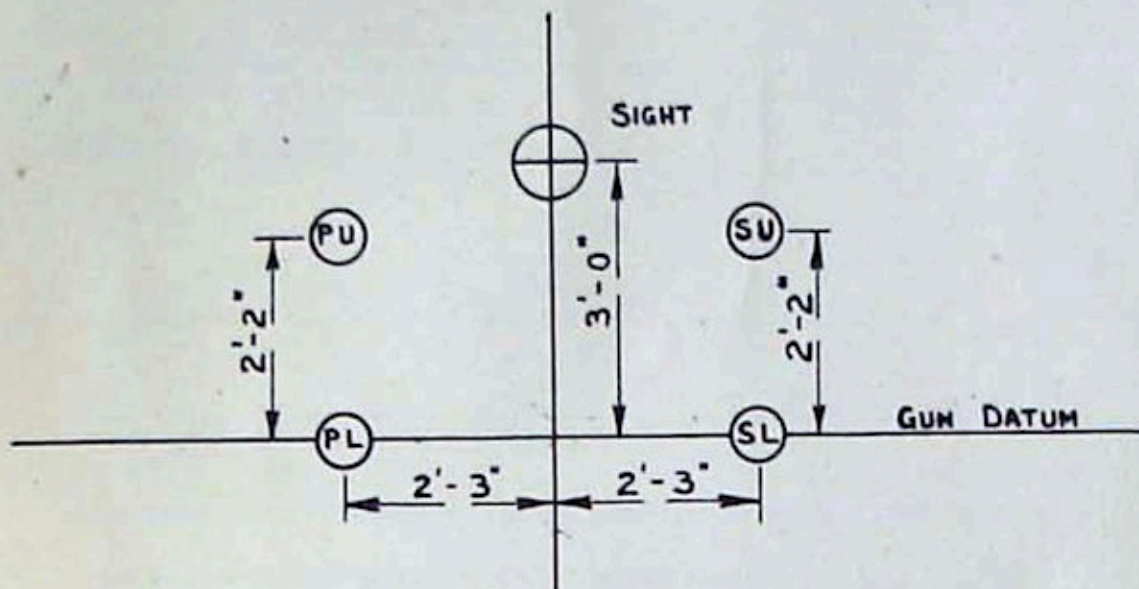 SIGHT
PU
SU
2'-2"
3'-0"
2'-2"
PL
SL
GUN DATUM
2'-3"
2'-3"